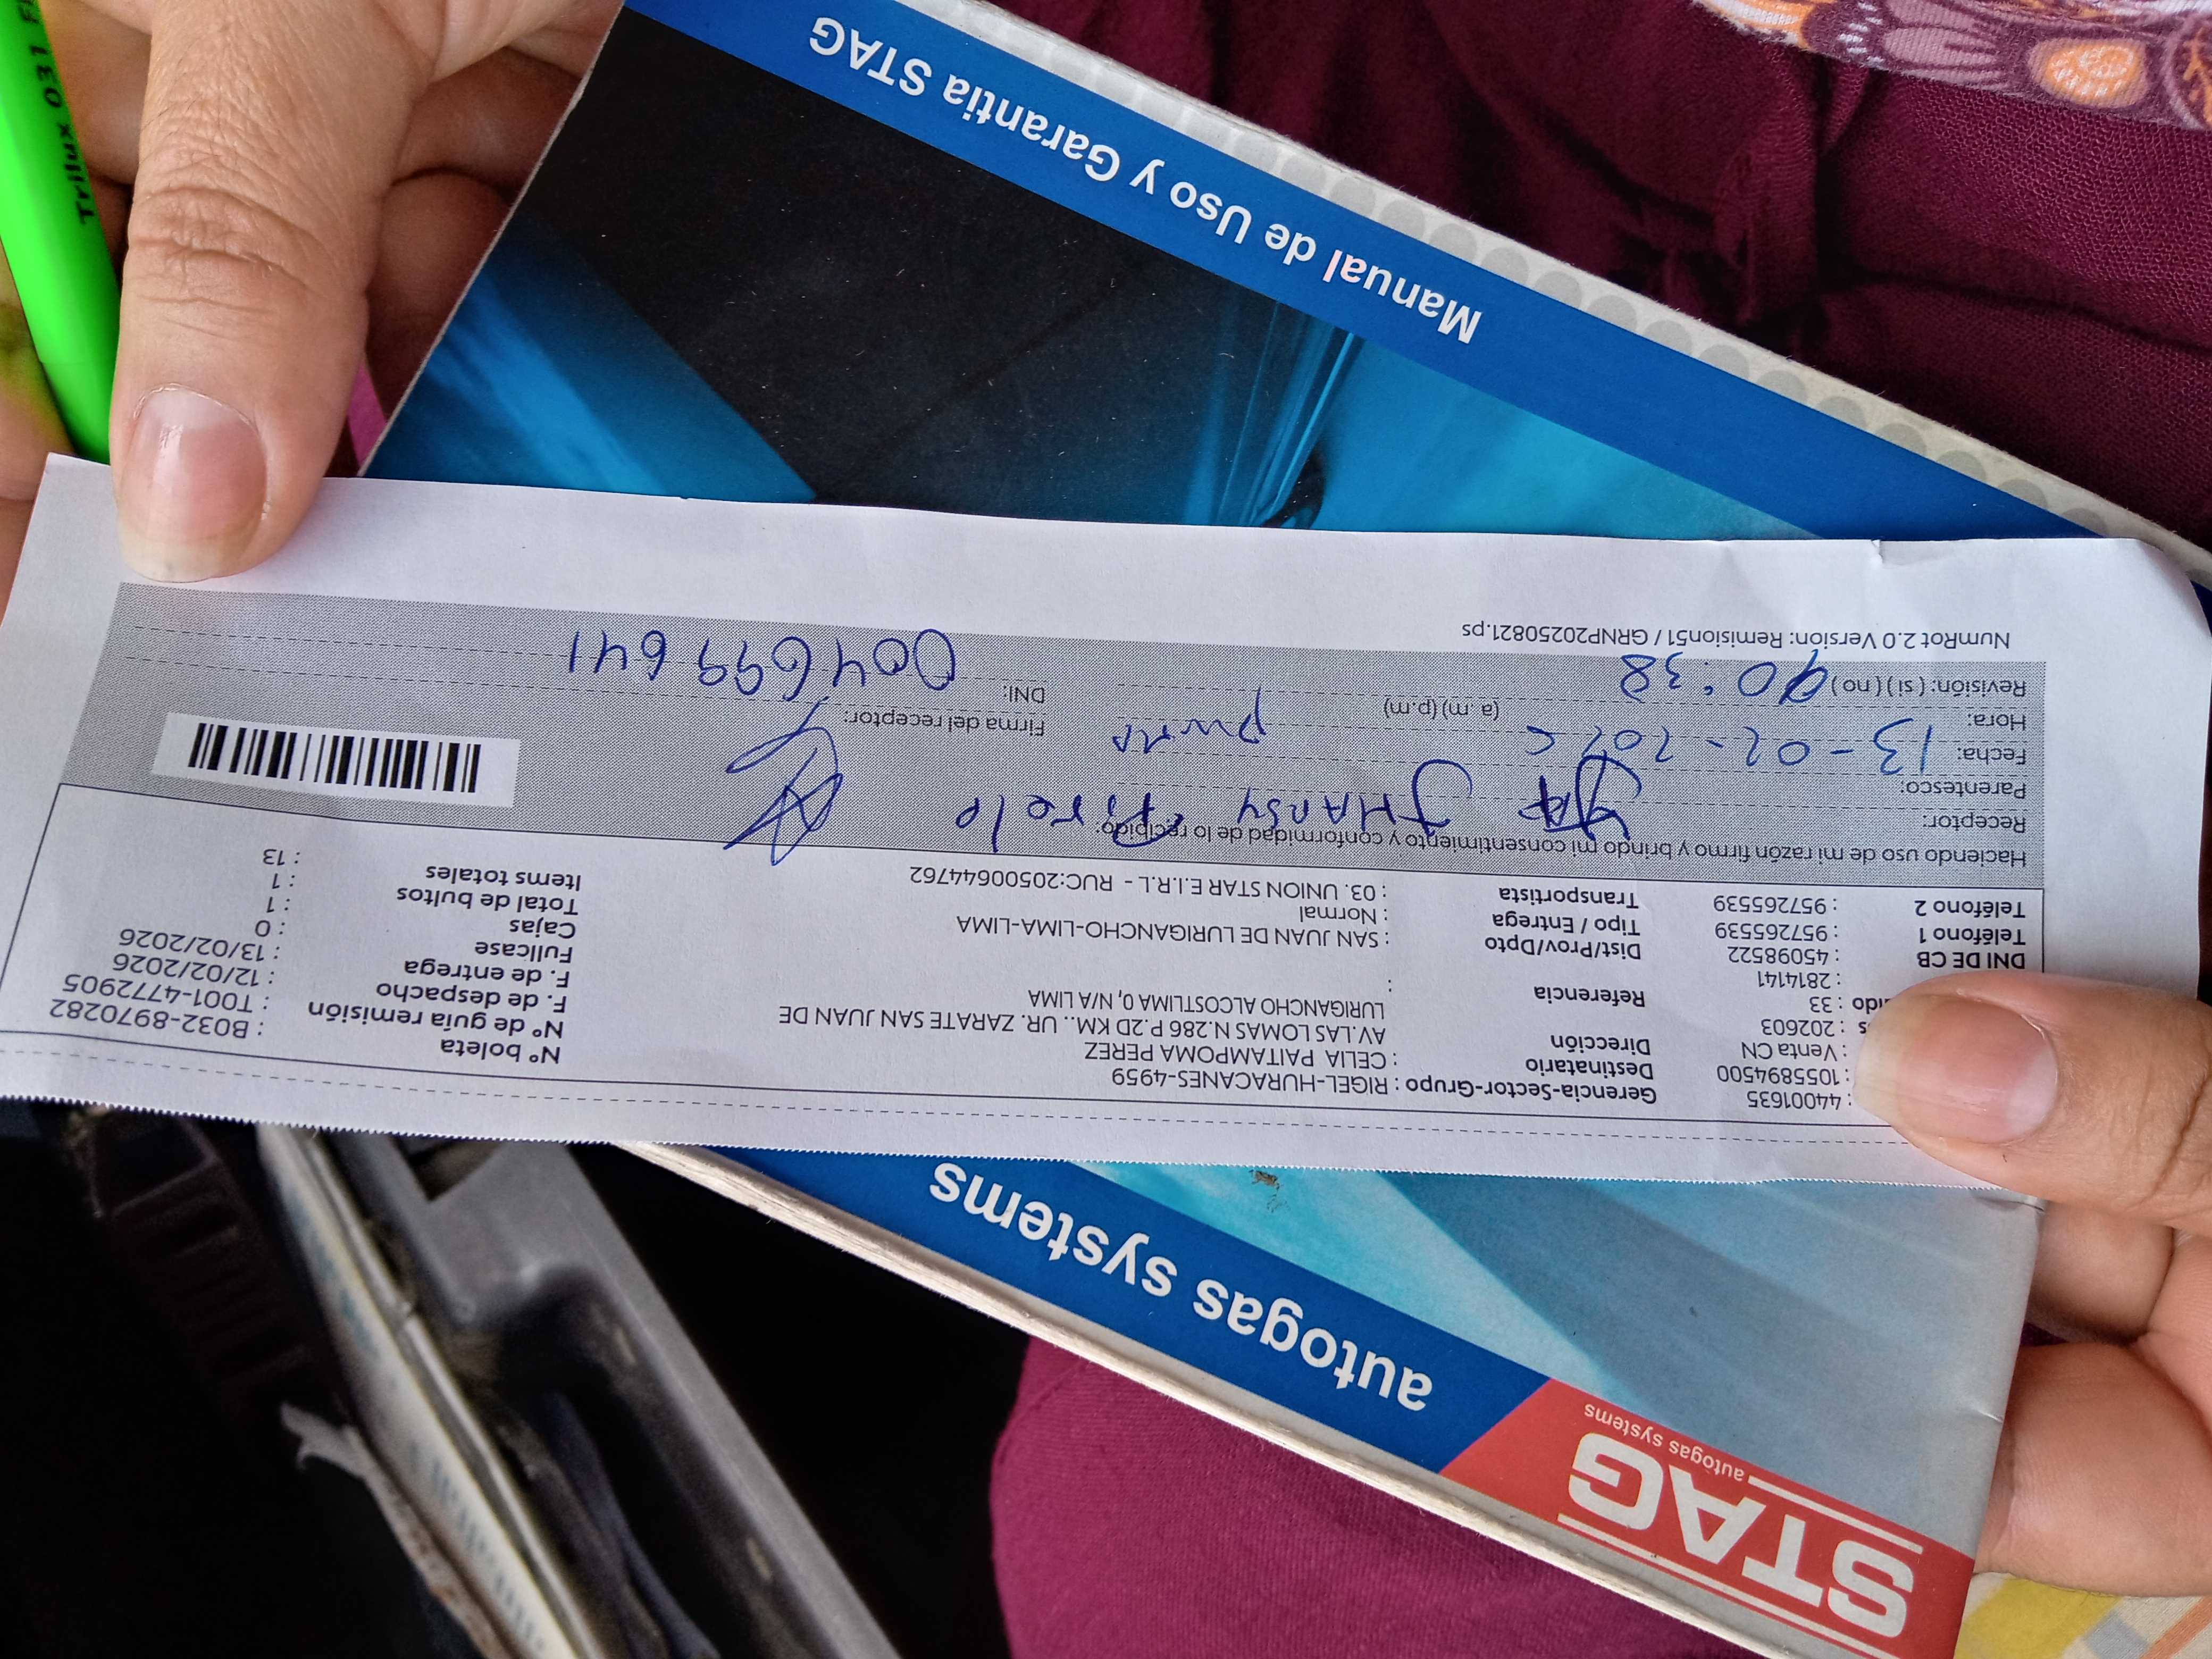 STAG
autogas systems
autogas systems
: 44001635
: 1055894500
: Venta CN
s : 202603
ido : 33
: 2814141
DNI DE CB : 45098522
Teléfono 1 : 957265539
Teléfono 2 : 957265539
Gerencia-Sector-Grupo : RIGEL-HURACANES-4959
Destinatario : CELIA PAITAMPOMA PEREZ
Dirección AV.LAS LOMAS N.286 P.2D KM.. UR. ZARATE SAN JUAN DE
LURIGANCHO ALCOSTLIMA 0, N/A LIMA
Referencia :
Dist/Prov/Dpto : SAN JUAN DE LURIGANCHO-LIMA-LIMA
Tipo / Entrega : Normal
Transportista : 03. UNION STAR E.I.R.L - RUC:20500644762
N° boleta : B032-8970282
N° de guía remisión : T001-4772905
F. de despacho : 12/02/2026
F. de entrega : 13/02/2026
Fullcase : 0
Cajas : 1
Total de bultos : 1
Items totales : 13
Haciendo uso de mi razón firmo y brindo mi consentimiento y conformidad de lo recibido:
Receptor: JHANSY
Parentesco:
Fecha: 13-02-202
Hora: (a .m) (p.m)
Revisión: ( si ) ( no ) :38
Firma del receptor:
DNI: 004699641
NumRot 2.0 Version: Remision51 / GRNP20250821.ps
Manual de Uso y Garantia STAG
Trilux 031 F